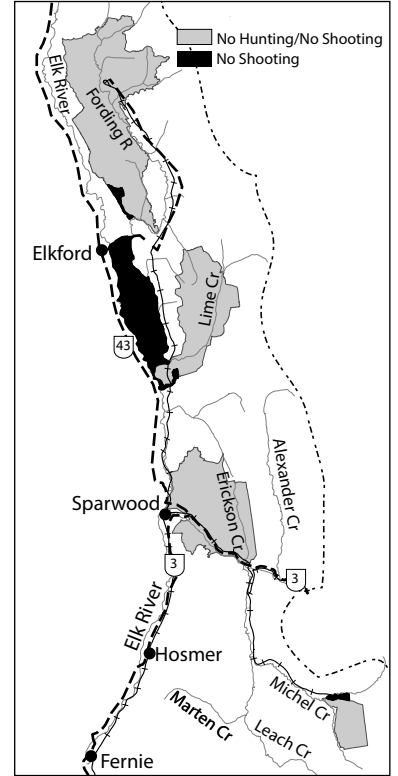 No Hunting/No Shooting
No Shooting
Elk River
Fording R
Elkford
Lime Cr
43
Erickson Cr
Alexander Cr
Sparwood
3
3
Elk River
Hosmer
Michel Cr
Marten Cr
Leach Cr
Fernie